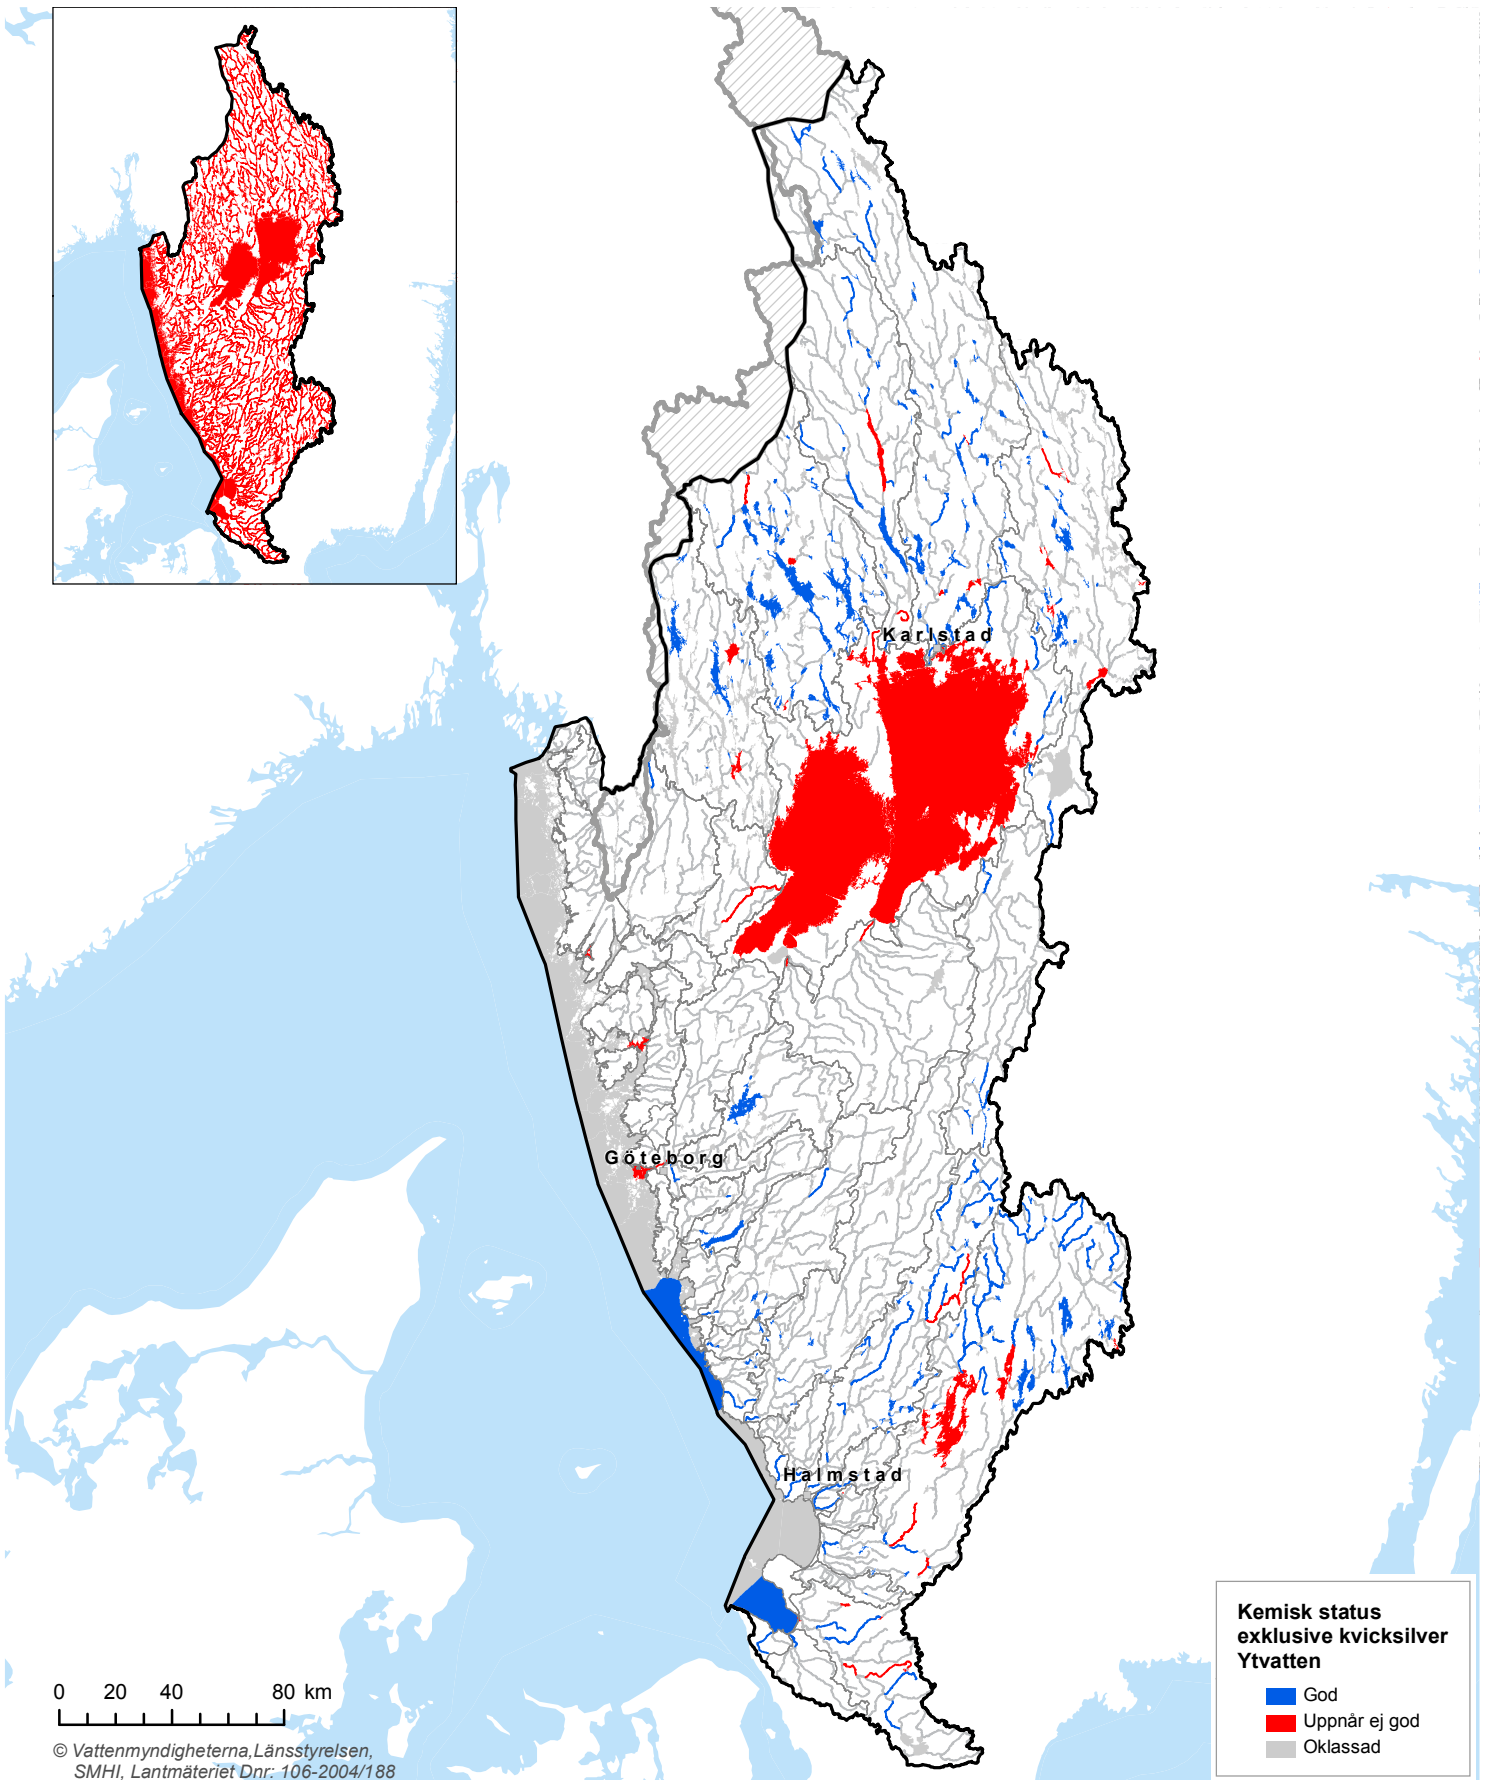 Karlstad
Göteborg
Halmstad
Kemisk status
exklusive kvicksilver
Ytvatten
God
Uppnår ej god
Oklassad
0 20 40 80 km
© Vattenmyndigheterna,Länsstyrelsen,
SMHI, Lantmäteriet Dnr: 106-2004/188